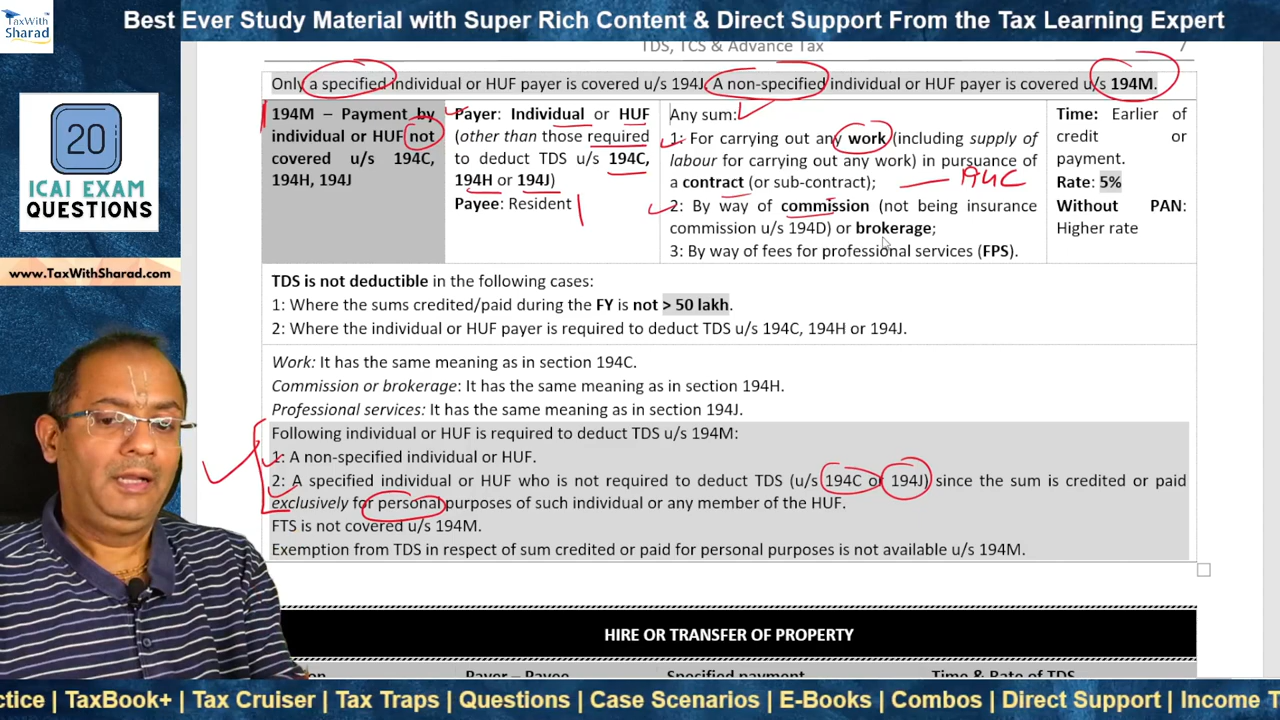 Best Ever Study Material with Super Rich Content & Direct Support From the Tax Learning Expert
TaxWith
Sharad
TDS, TCS & Advance Tax 7
Only a specified individual or HUF payer is covered u/s 194J. A non-specified individual or HUF payer is covered u/s 194M.
20
ICAI EXAM
QUESTIONS
www.TaxWithSharad.com
194M – Payment by
individual or HUF not
covered u/s 194C,
194H, 194J
Payer: Individual or HUF
(other than those required
to deduct TDS u/s 194C,
194H or 194J)
Payee: Resident
Any sum:
1: For carrying out any work (including supply of
labour for carrying out any work) in pursuance of
a contract (or sub-contract);
2: By way of commission (not being insurance
commission u/s 194D) or brokerage;
3: By way of fees for professional services (FPS).
Time: Earlier of
credit or
payment.
Rate: 5%
Without PAN:
Higher rate
TDS is not deductible in the following cases:
1: Where the sums credited/paid during the FY is not > 50 lakh.
2: Where the individual or HUF payer is required to deduct TDS u/s 194C, 194H or 194J.
Work: It has the same meaning as in section 194C.
Commission or brokerage: It has the same meaning as in section 194H.
Professional services: It has the same meaning as in section 194J.
Following individual or HUF is required to deduct TDS u/s 194M:
1: A non-specified individual or HUF.
2: A specified individual or HUF who is not required to deduct TDS (u/s 194C or 194J) since the sum is credited or paid
exclusively for personal purposes of such individual or any member of the HUF.
FTS is not covered u/s 194M.
Exemption from TDS in respect of sum credited or paid for personal purposes is not available u/s 194M.
HIRE OR TRANSFER OF PROPERTY
Payer – Payee Specified payment Time & Rate of TDS
ctice | TaxBook+ | Tax Cruiser | Tax Traps | Questions | Case Scenarios | E-Books | Combos | Direct Support | Income T